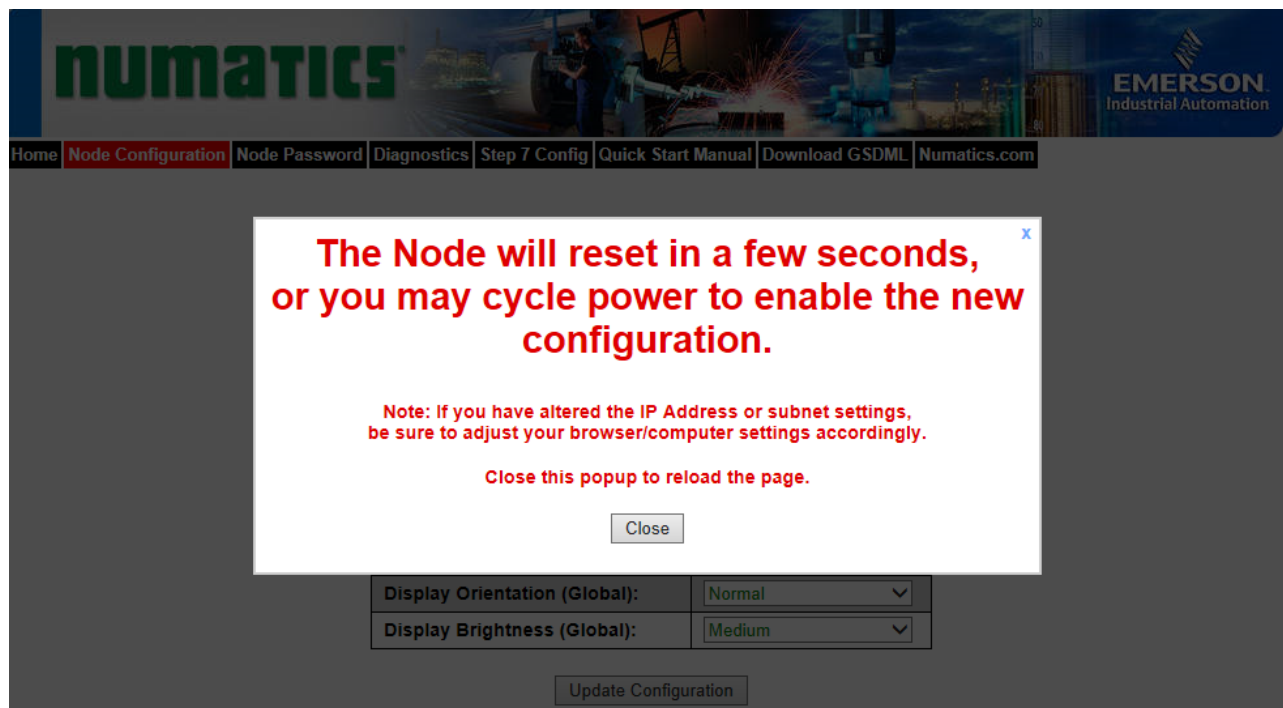 numatics
EMERSON
Industrial Automation
50
80
Home Node Configuration Node Password Diagnostics Step 7 Config Quick Start Manual Download GSDML Numatics.com
x
The Node will reset in a few seconds,
or you may cycle power to enable the new
configuration.
Note: If you have altered the IP Address or subnet settings,
be sure to adjust your browser/computer settings accordingly.
Close this popup to reload the page.
Close
Display Orientation (Global): Normal
Display Brightness (Global): Medium
Update Configuration